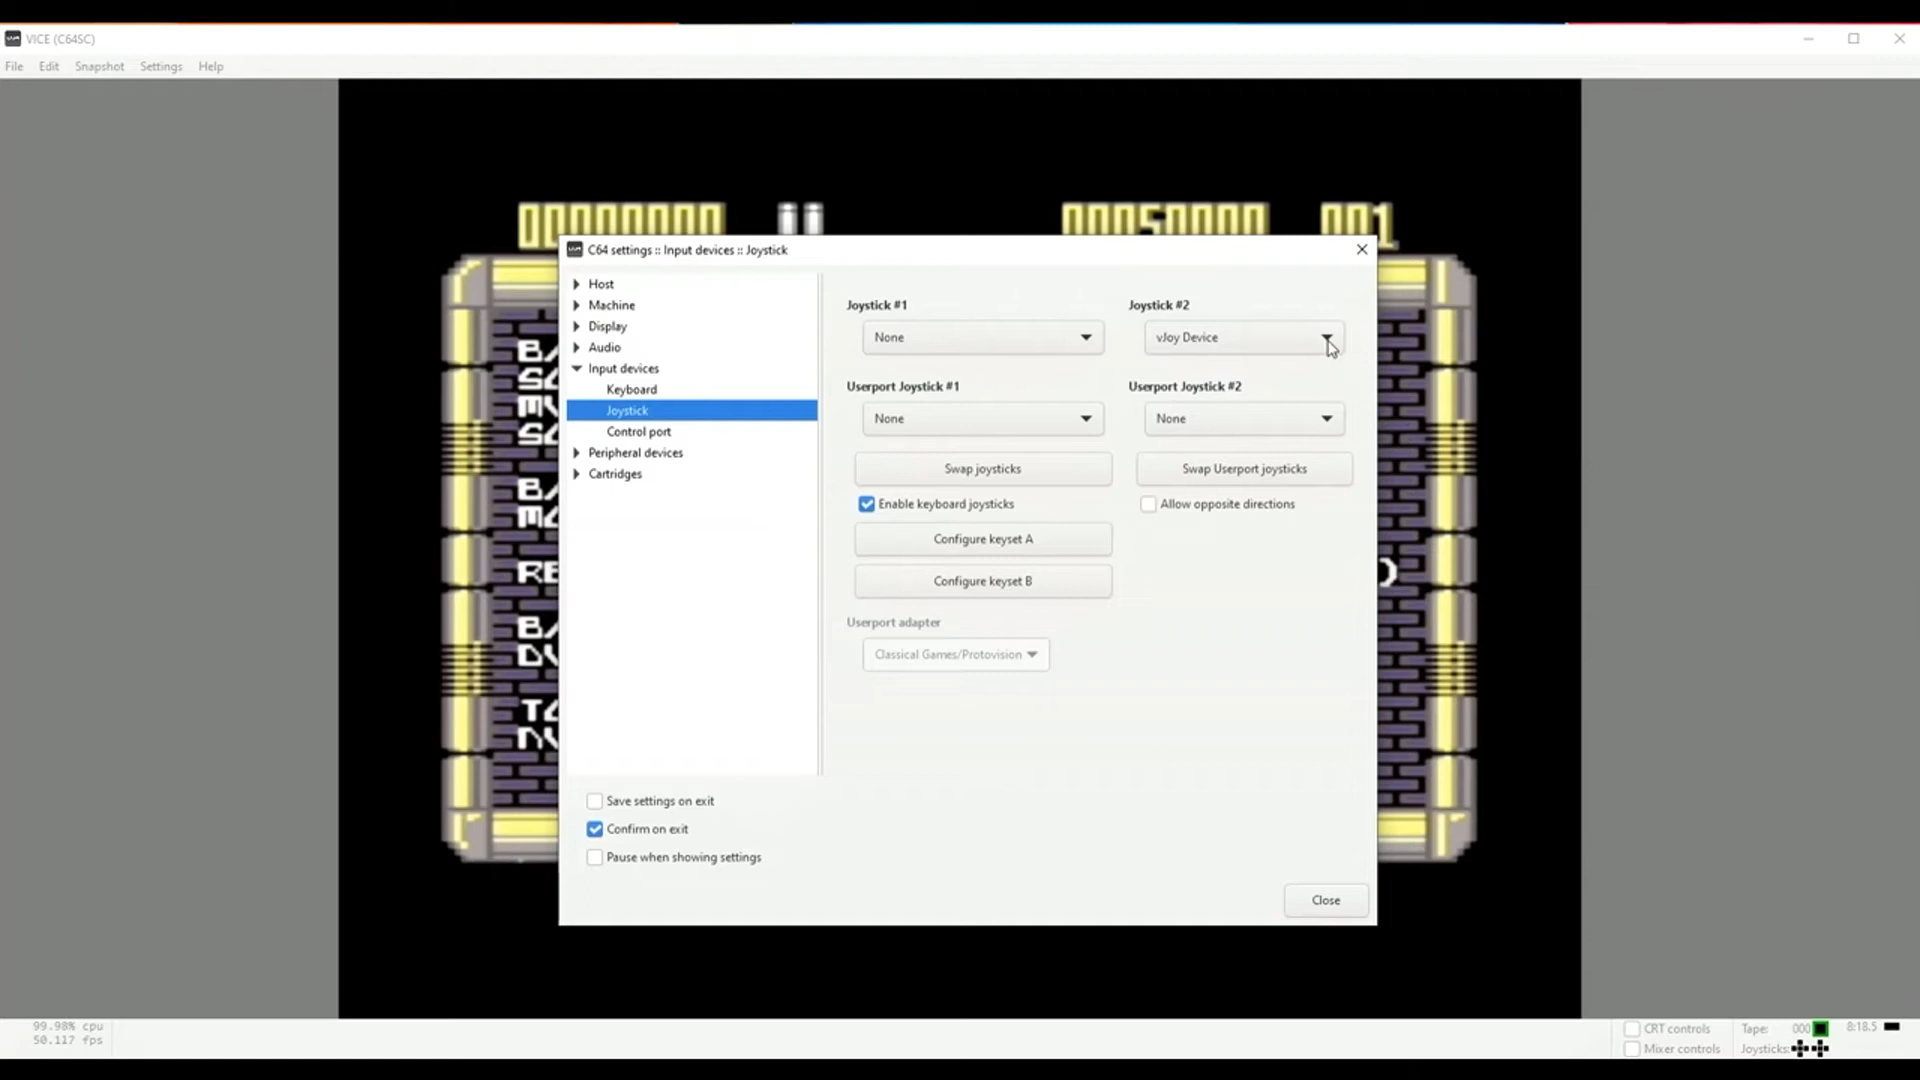 VICE (C64SC)
File Edit Snapshot Settings Help
00000000 00050000 001
C64 settings :: Input devices :: Joystick
Host
Machine
Display
Audio
Input devices
Keyboard
Joystick
Control port
Peripheral devices
Cartridges
Joystick #1 Joystick #2
None vJoy Device
Userport Joystick #1 Userport Joystick #2
None None
Swap joysticks Swap Userport joysticks
Enable keyboard joysticks Allow opposite directions
Configure keyset A
Configure keyset B
Userport adapter
Classical Games/Protovision
Save settings on exit
Confirm on exit
Pause when showing settings
Close
99.98% cpu
50.117 fps
CRT controls Tape: 000 8:18.5
Mixer controls Joysticks: